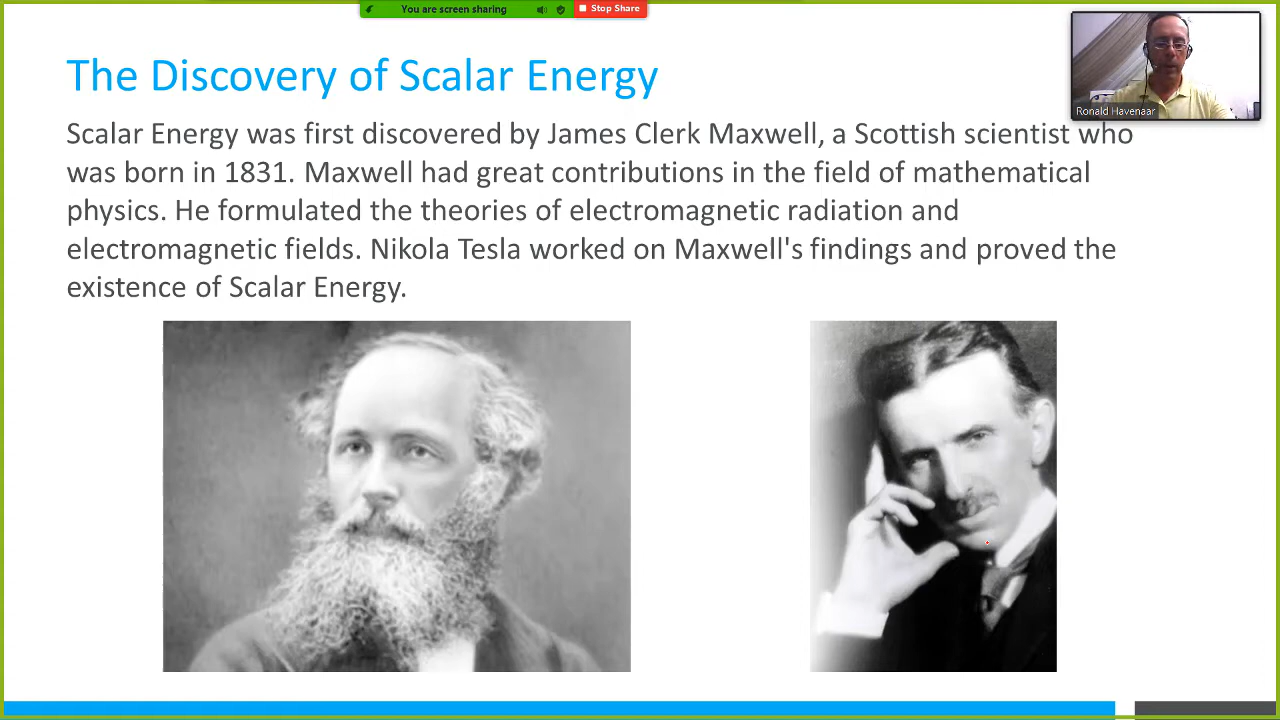 You are screen sharing
Stop Share
The Discovery of Scalar Energy
Scalar Energy was first discovered by James Clerk Maxwell, a Scottish scientist who
was born in 1831. Maxwell had great contributions in the field of mathematical
physics. He formulated the theories of electromagnetic radiation and
electromagnetic fields. Nikola Tesla worked on Maxwell's findings and proved the
existence of Scalar Energy.
Ronald Havenaar